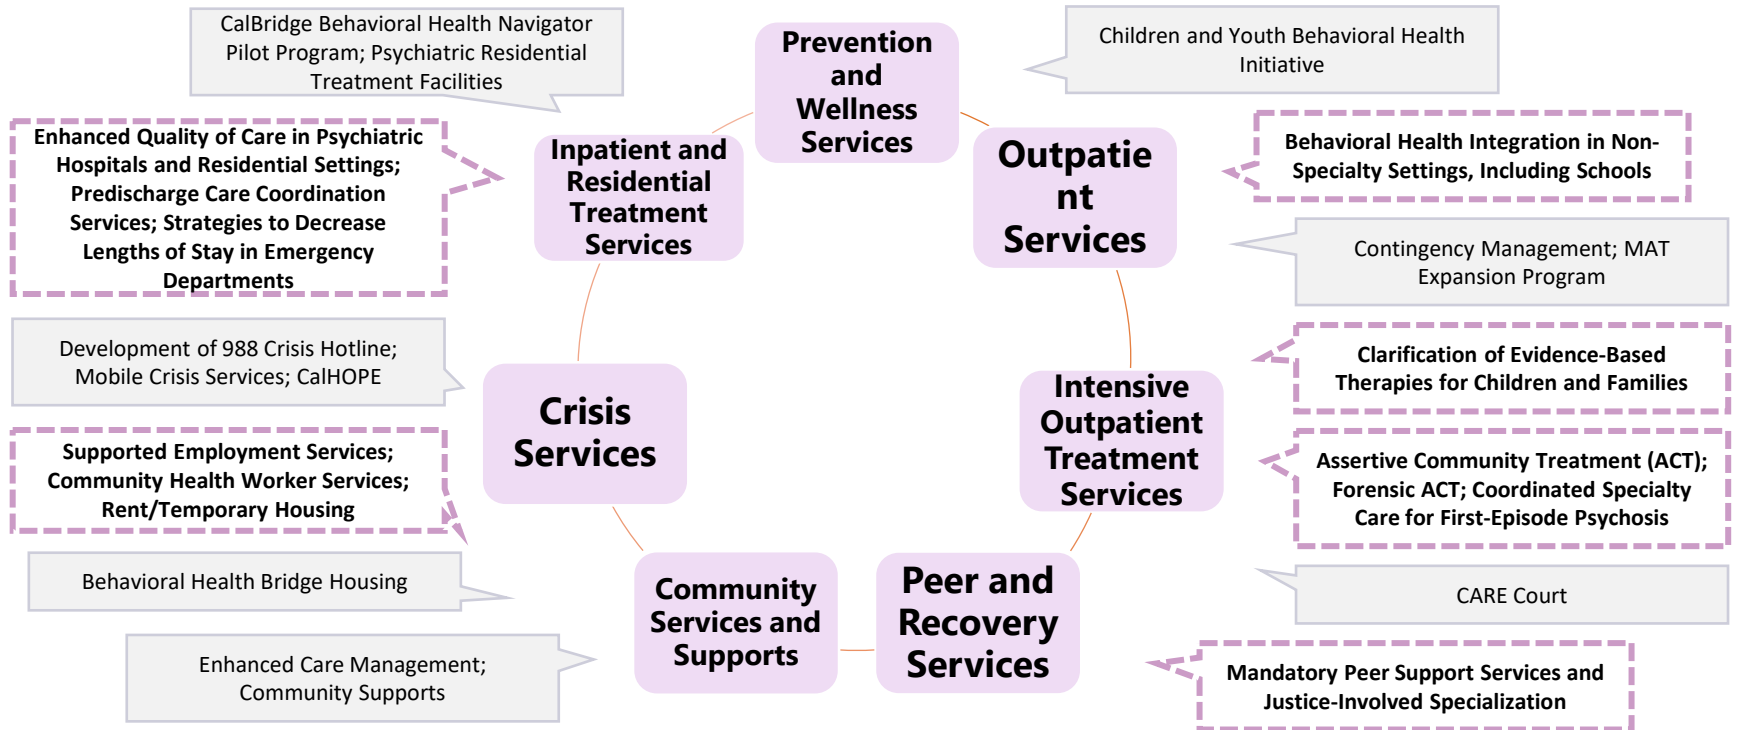 CalBridge Behavioral Health Navigator
Pilot Program; Psychiatric Residential
Treatment Facilities
Prevention
and
Wellness
Services
Children and Youth Behavioral Health
Initiative
Enhanced Quality of Care in Psychiatric
Hospitals and Residential Settings;
Predischarge Care Coordination
Services; Strategies to Decrease
Lengths of Stay in Emergency
Departments
Inpatient and
Residential
Treatment
Services
Outpatie
nt
Services
Behavioral Health Integration in Non-
Specialty Settings, Including Schools
Contingency Management; MAT
Expansion Program
Development of 988 Crisis Hotline;
Mobile Crisis Services; CalHOPE
Crisis
Services
Intensive
Outpatient
Treatment
Services
Clarification of Evidence-Based
Therapies for Children and Families
Supported Employment Services;
Community Health Worker Services;
Rent/Temporary Housing
Assertive Community Treatment (ACT);
Forensic ACT; Coordinated Specialty
Care for First-Episode Psychosis
Behavioral Health Bridge Housing
Community
Services and
Supports
Peer and
Recovery
Services
CARE Court
Enhanced Care Management;
Community Supports
Mandatory Peer Support Services and
Justice-Involved Specialization